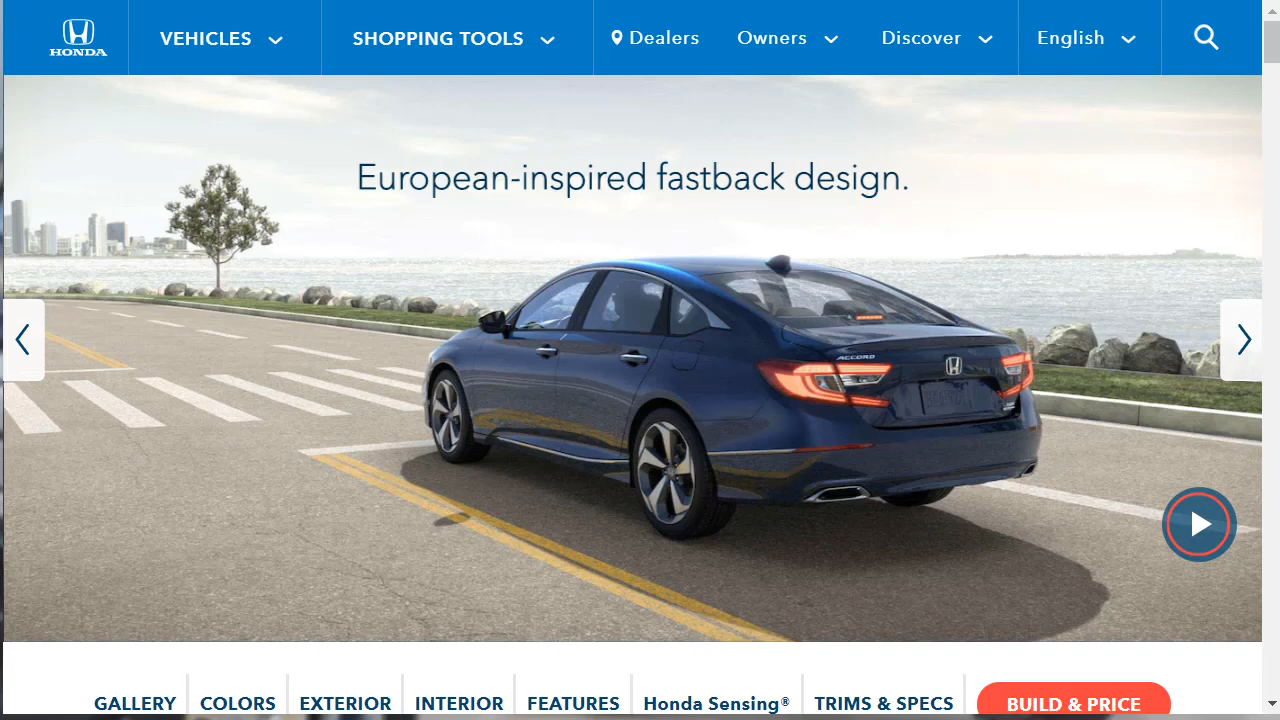 HONDA
VEHICLES
SHOPPING TOOLS
Dealers
Owners
Discover
English
European-inspired fastback design.
ACCORD
GALLERY
COLORS
EXTERIOR
INTERIOR
FEATURES
Honda Sensing®
TRIMS & SPECS
BUILD & PRICE